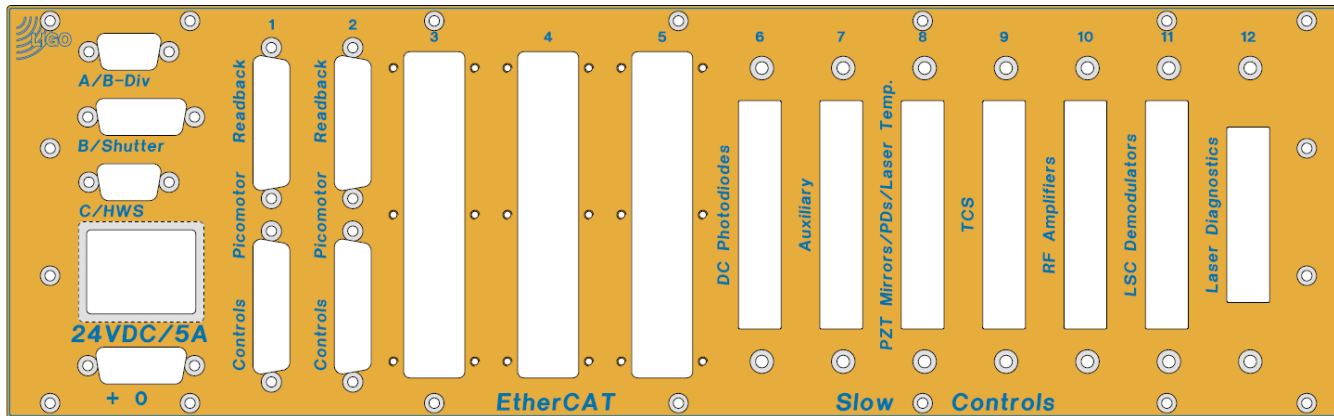 LIGO
1 2 3 4 5 6 7 8 9 10 11 12
A/B-Div
B/Shutter
C/HWS
24VDC/5A
+ 0
Readback
Picomotor
Controls
Readback
Picomotor
Controls
DC Photodiodes
Auxiliary
PZT Mirrors/PDs/Laser Temp.
TCS
RF Amplifiers
LSC Demodulators
Laser Diagnostics
EtherCAT Slow Controls